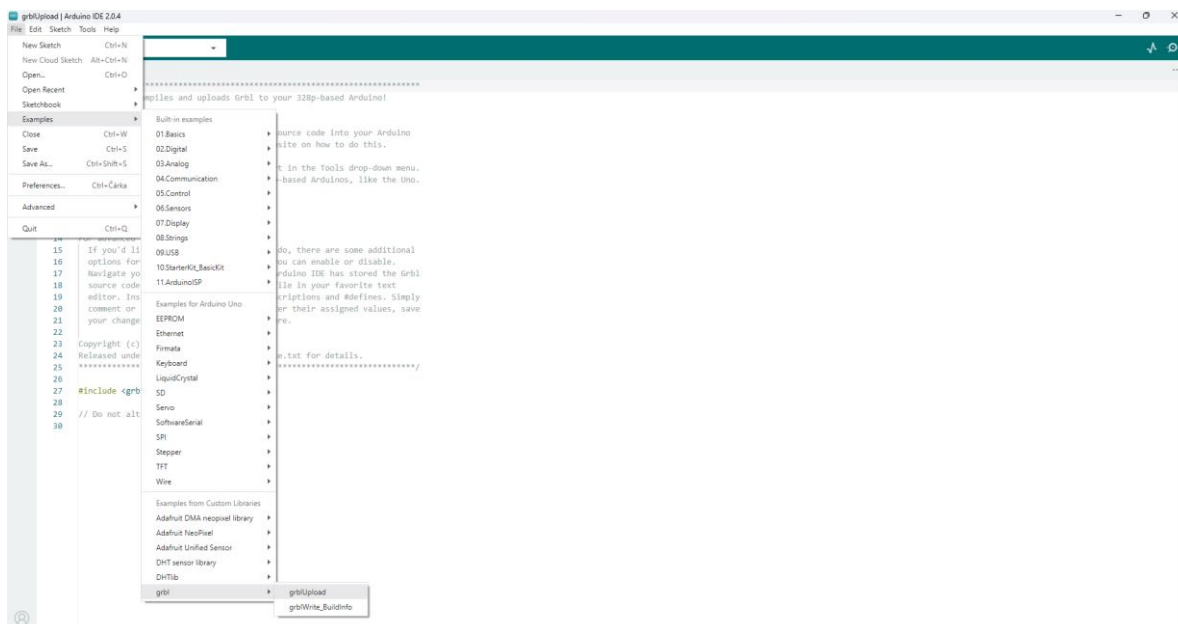 grblUpload | Arduino IDE 2.0.4
File Edit Sketch Tools Help
New Sketch Ctrl+N
New Cloud Sketch Alt+Ctrl+N
Open... Ctrl+O
Open Recent
Sketchbook
Examples
Close Ctrl+W
Save Ctrl+S
Save As... Ctrl+Shift+S
Preferences... Ctrl+Čárka
Advanced
Quit Ctrl+Q
Built-in examples
01.Basics
02.Digital
03.Analog
04.Communication
05.Control
06.Sensors
07.Display
08.Strings
09.USB
10.StarterKit_BasicKit
11.ArduinoISP
Examples for Arduino Uno
EEPROM
Ethernet
Firmata
Keyboard
LiquidCrystal
SD
Servo
SoftwareSerial
SPI
Stepper
TFT
Wire
Examples from Custom Libraries
Adafruit DMA neopixel library
Adafruit NeoPixel
Adafruit Unified Sensor
DHT sensor library
DHTlib
grbl
grblUpload
grblWrite_BuildInfo
***********************************************************
mpiles and uploads Grbl to your 328p-based Arduino!
ource code into your Arduino
site on how to do this.
t in the Tools drop-down menu.
-based Arduinos, like the Uno.
14 For advanced
15 If you'd li do, there are some additional
16 options for ou can enable or disable.
17 Navigate yo rduino IDE has stored the Grbl
18 source code ile in your favorite text
19 editor. Ins criptions and #defines. Simply
20 comment or er their assigned values, save
21 your change re.
22
23 Copyright (c)
24 Released unde e.txt for details.
25 ************* ******************************/
26
27 #include <grb
28
29 // Do not alt
30